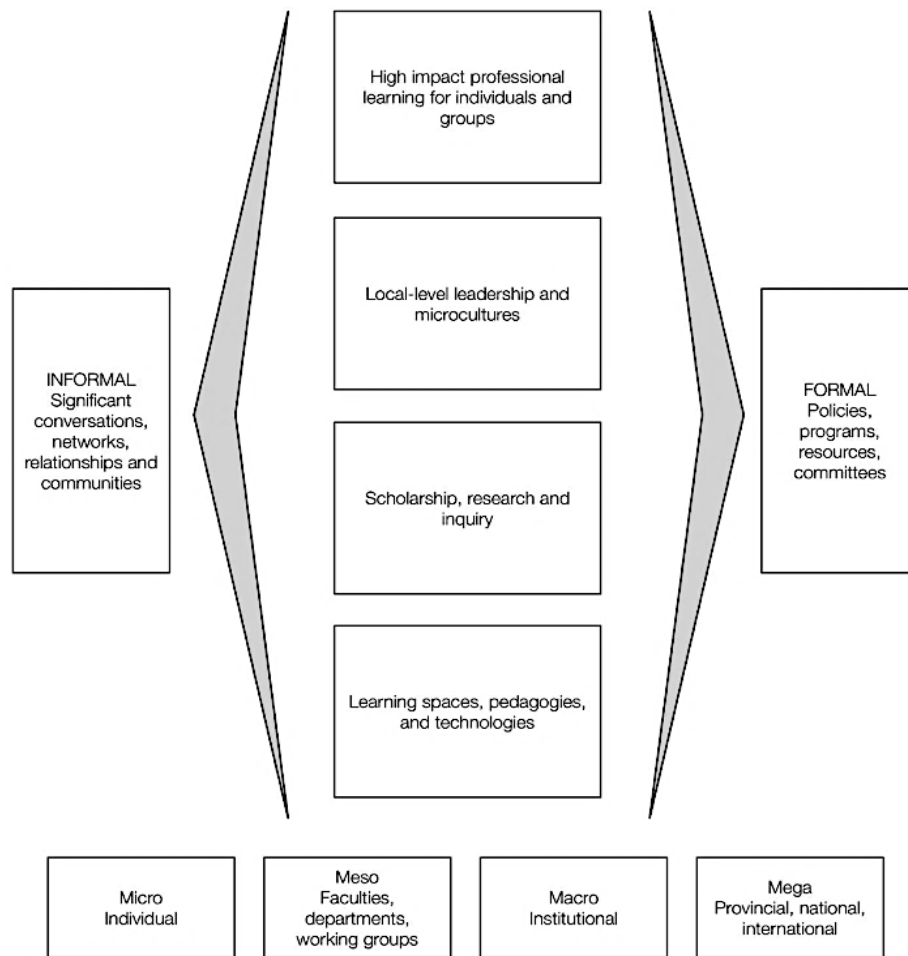 High impact professional
learning for individuals and
groups
Local-level leadership and
microcultures
INFORMAL
Significant
conversations,
networks,
relationships and
communities
FORMAL
Policies,
programs,
resources,
committees
Scholarship, research and
inquiry
Learning spaces, pedagogies,
and technologies
Micro
Individual
Meso
Faculties,
departments,
working groups
Macro
Institutional
Mega
Provincial, national,
international